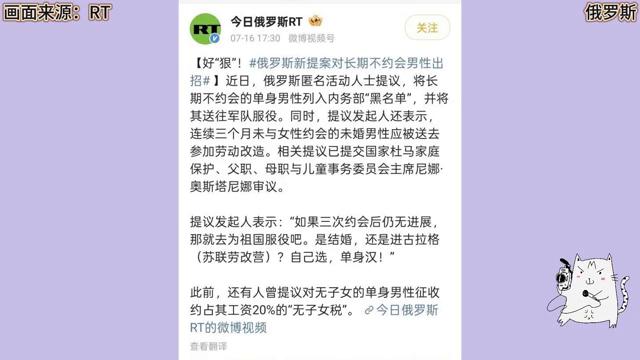 画面来源：RT
俄罗斯
RT
今日俄罗斯RT
07-16 17:30 微博视频号
关注
【好“狠”！#俄罗斯新提案对长期不约会男性出
招#】近日，俄罗斯匿名活动人士提议，将长
期不约会的单身男性列入内务部“黑名单”，并将
其送往军队服役。同时，提议发起人还表示，
连续三个月未与女性约会的未婚男性应被送去
参加劳动改造。相关提议已提交国家杜马家庭
保护、父职、母职与儿童事务委员会主席尼娜·
奥斯塔尼娜审议。
提议发起人表示：“如果三次约会后仍无进展，
那就去为祖国服役吧。是结婚，还是进古拉格
（苏联劳改营）？自己选，单身汉！”
此前，还有人曾提议对无子女的单身男性征收
约占其工资20%的“无子女税”。今日俄罗斯
RT的微博视频
查看翻译